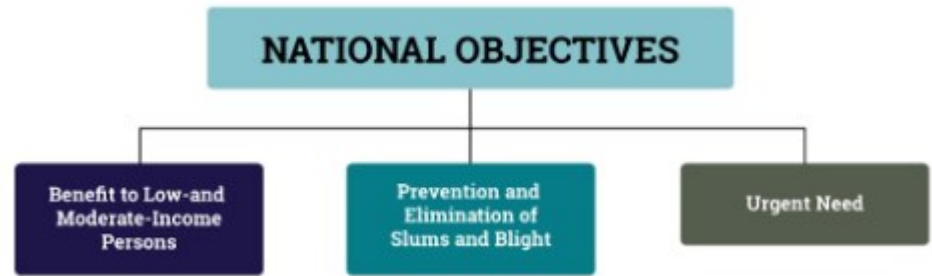 NATIONAL OBJECTIVES
Benefit to Low-and
Moderate-Income
Persons
Prevention and
Elimination of
Slums and Blight
Urgent Need